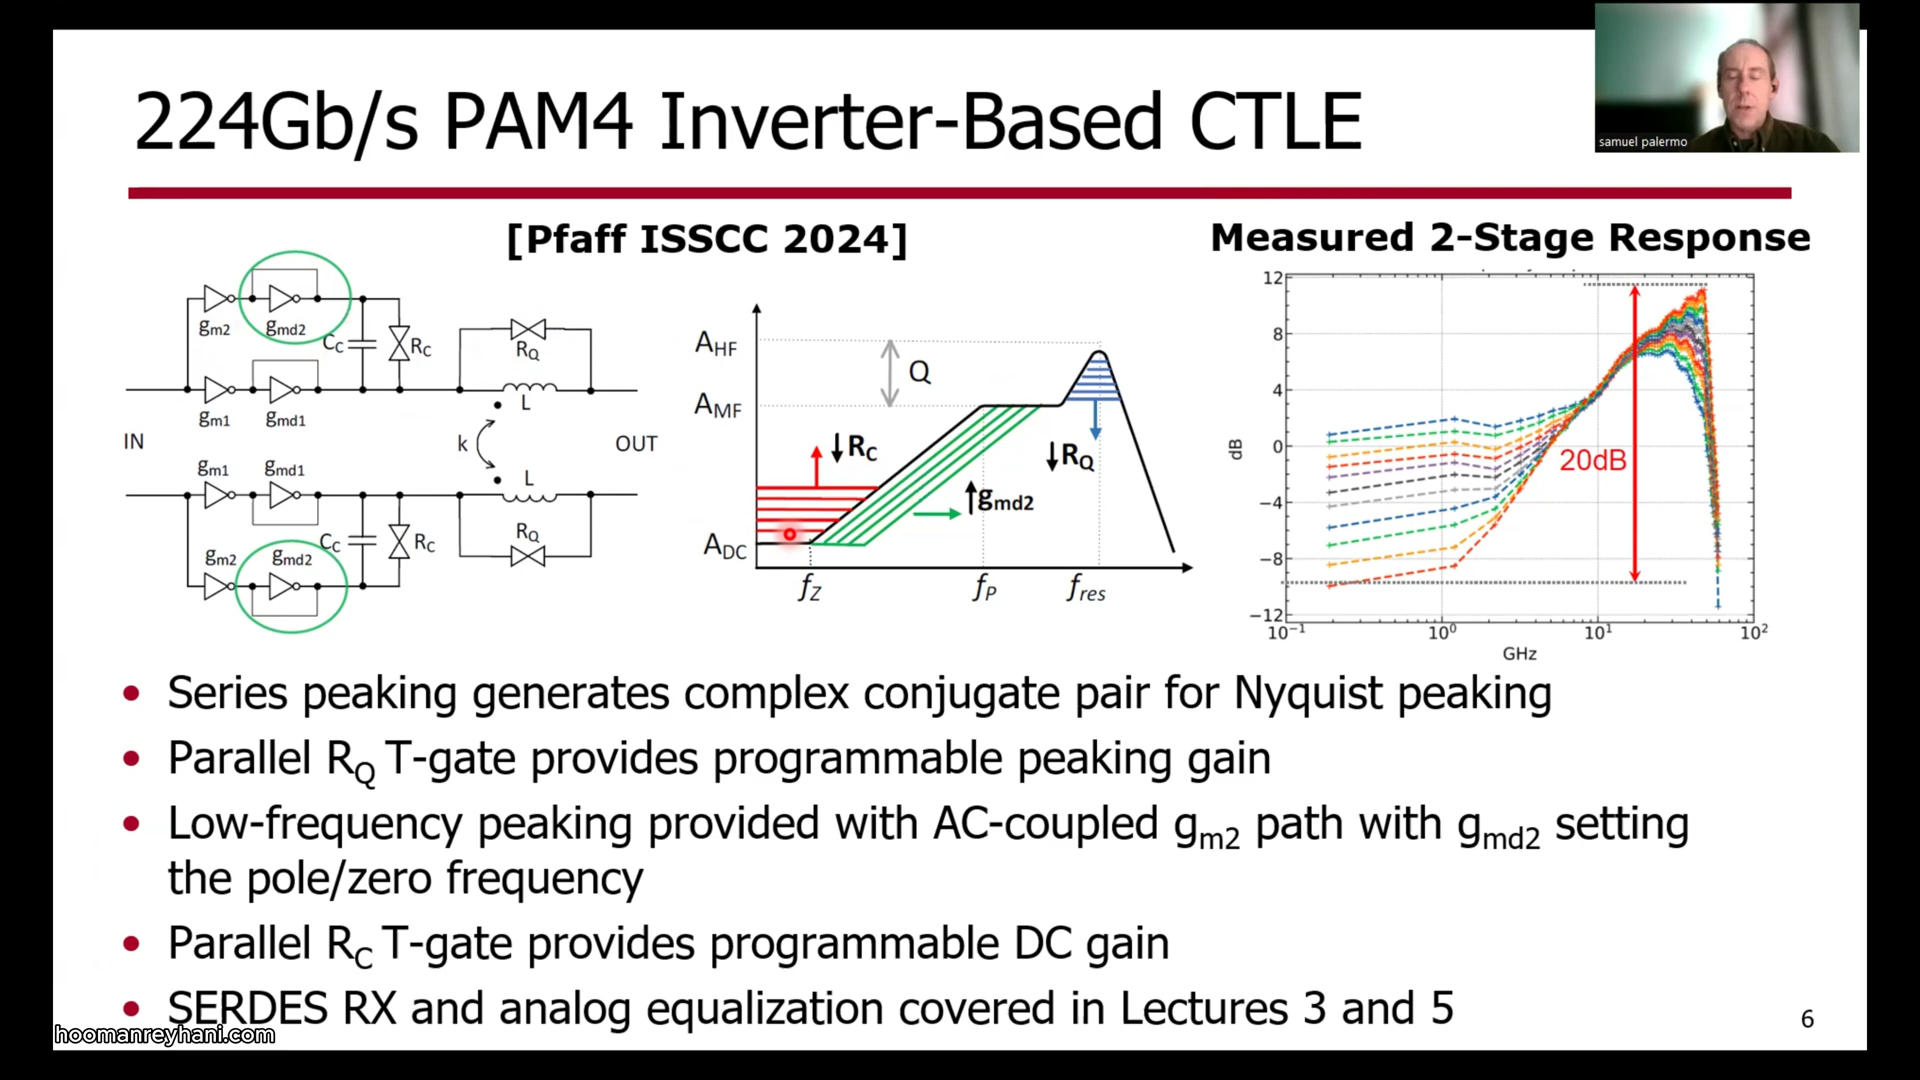 samuel palermo
224Gb/s PAM4 Inverter-Based CTLE
[Pfaff ISSCC 2024]
Measured 2-Stage Response
gm2
gmd2
CC
RC
RQ
gm1
gmd1
L
IN
k
OUT
gm1
gmd1
L
RQ
gm2
gmd2
CC
RC
AHF
Q
AMF
↓RC
↓RQ
↑gmd2
ADC
fZ
fP
fres
12
8
4
0
−4
−8
−12
dB
20dB
10⁻¹
10⁰
10¹
10²
GHz
• Series peaking generates complex conjugate pair for Nyquist peaking
• Parallel RQ T-gate provides programmable peaking gain
• Low-frequency peaking provided with AC-coupled gm2 path with gmd2 setting
the pole/zero frequency
• Parallel RC T-gate provides programmable DC gain
• SERDES RX and analog equalization covered in Lectures 3 and 5
6
hoomanreyhani.com